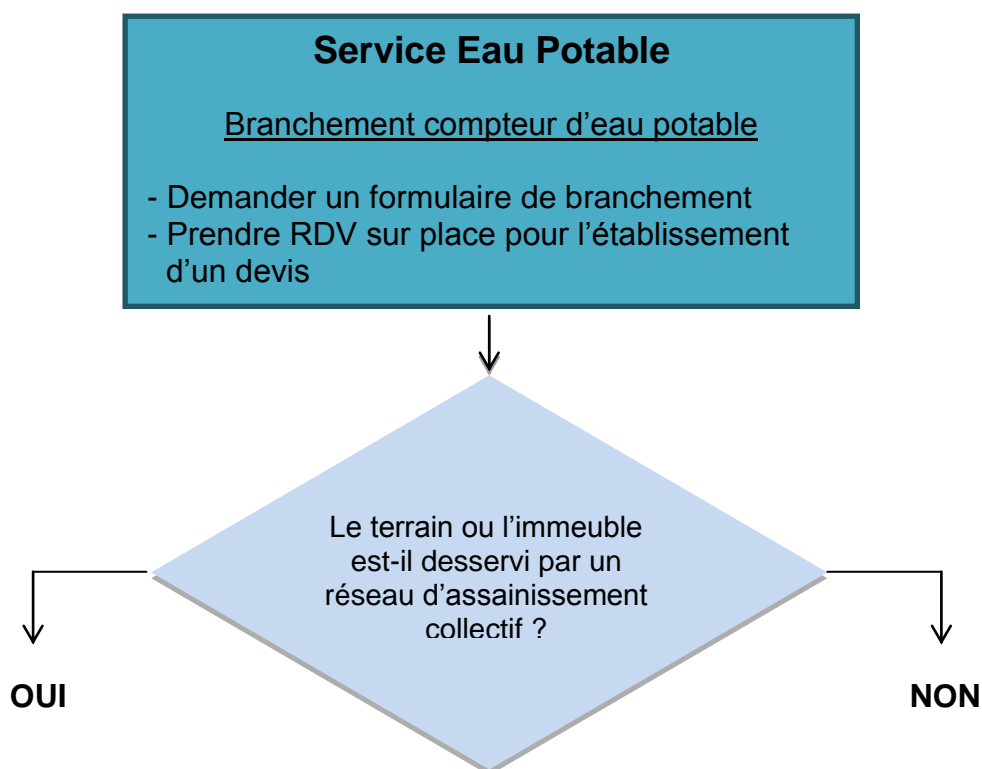 Service Eau Potable
Branchement compteur d’eau potable
- Demander un formulaire de branchement
- Prendre RDV sur place pour l’établissement
d’un devis
Le terrain ou l’immeuble
est-il desservi par un
réseau d’assainissement
collectif ?
OUI
NON